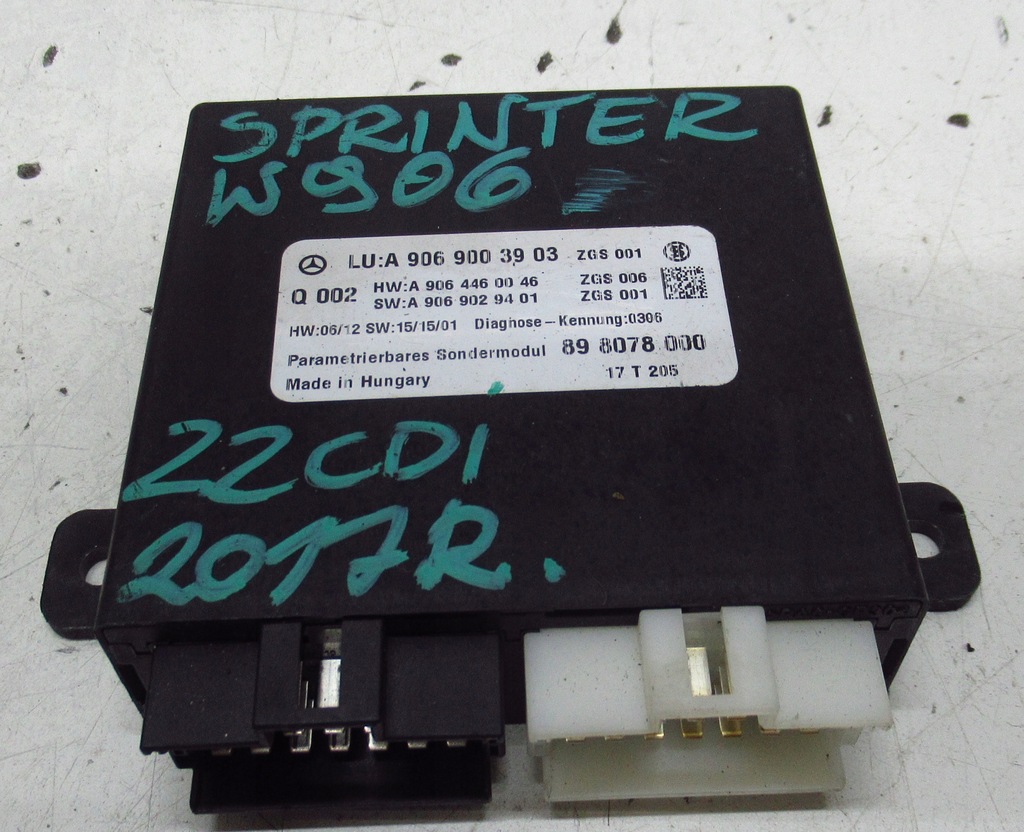 SPRINTER
W906
LU:A 906 900 3903 ZGS 001
Q 002 HW:A 906 446 00 46 ZGS 006
SW:A 906 902 94 01 ZGS 001
HW:06/12 SW:15/15/01 Diagnose-Kennung:0306
Parametrierbares Sondermodul 89 8078 000
Made in Hungary 17 T 205
22CDI
2017R.